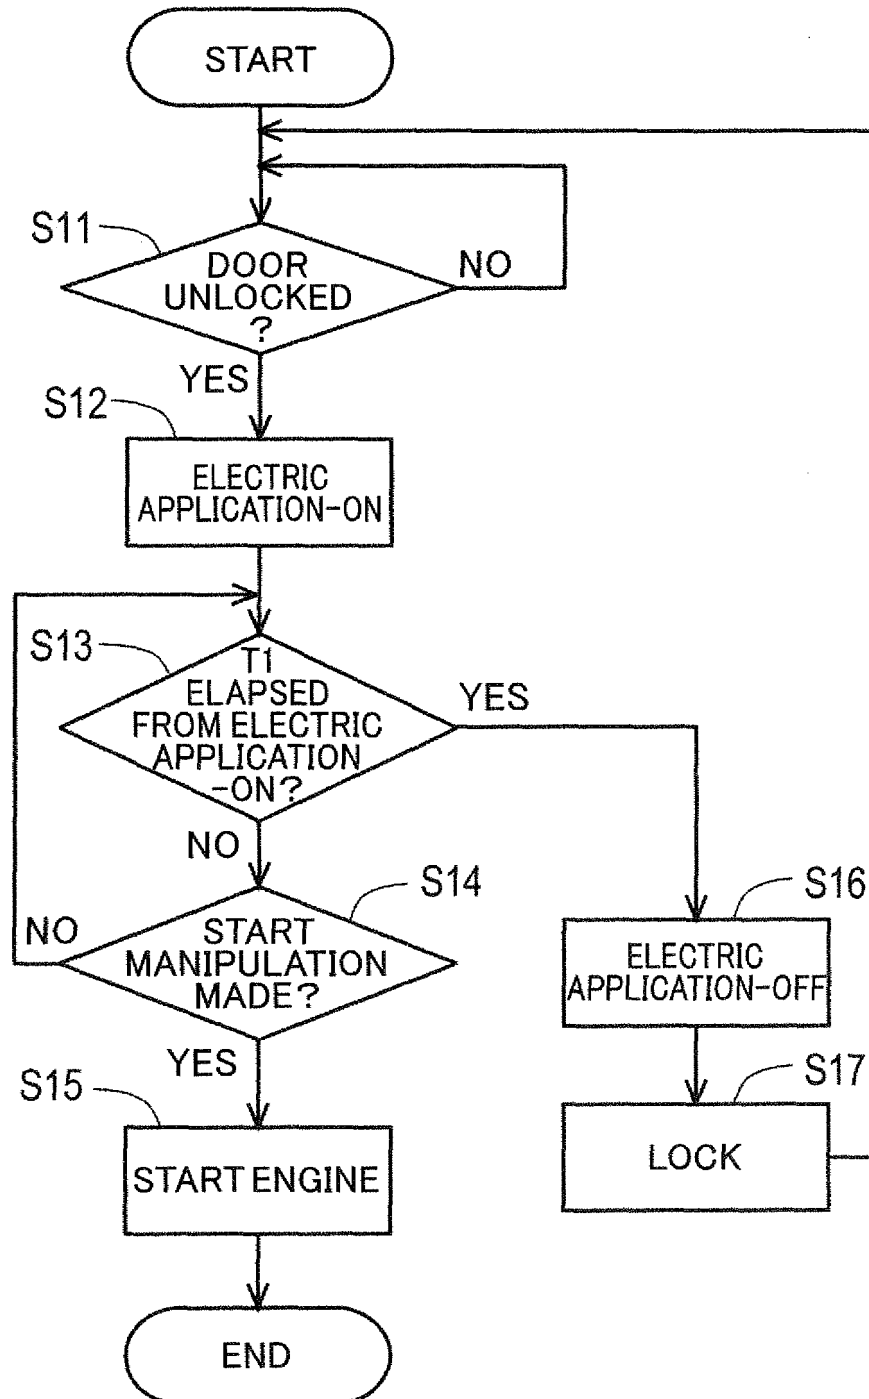 START
S11
DOOR
UNLOCKED
?
NO
YES
S12
ELECTRIC
APPLICATION-ON
S13
T1
ELAPSED
FROM ELECTRIC
APPLICATION
-ON?
YES
NO
S14
NO
START
MANIPULATION
MADE?
YES
S15
START ENGINE
END
S16
ELECTRIC
APPLICATION-OFF
S17
LOCK